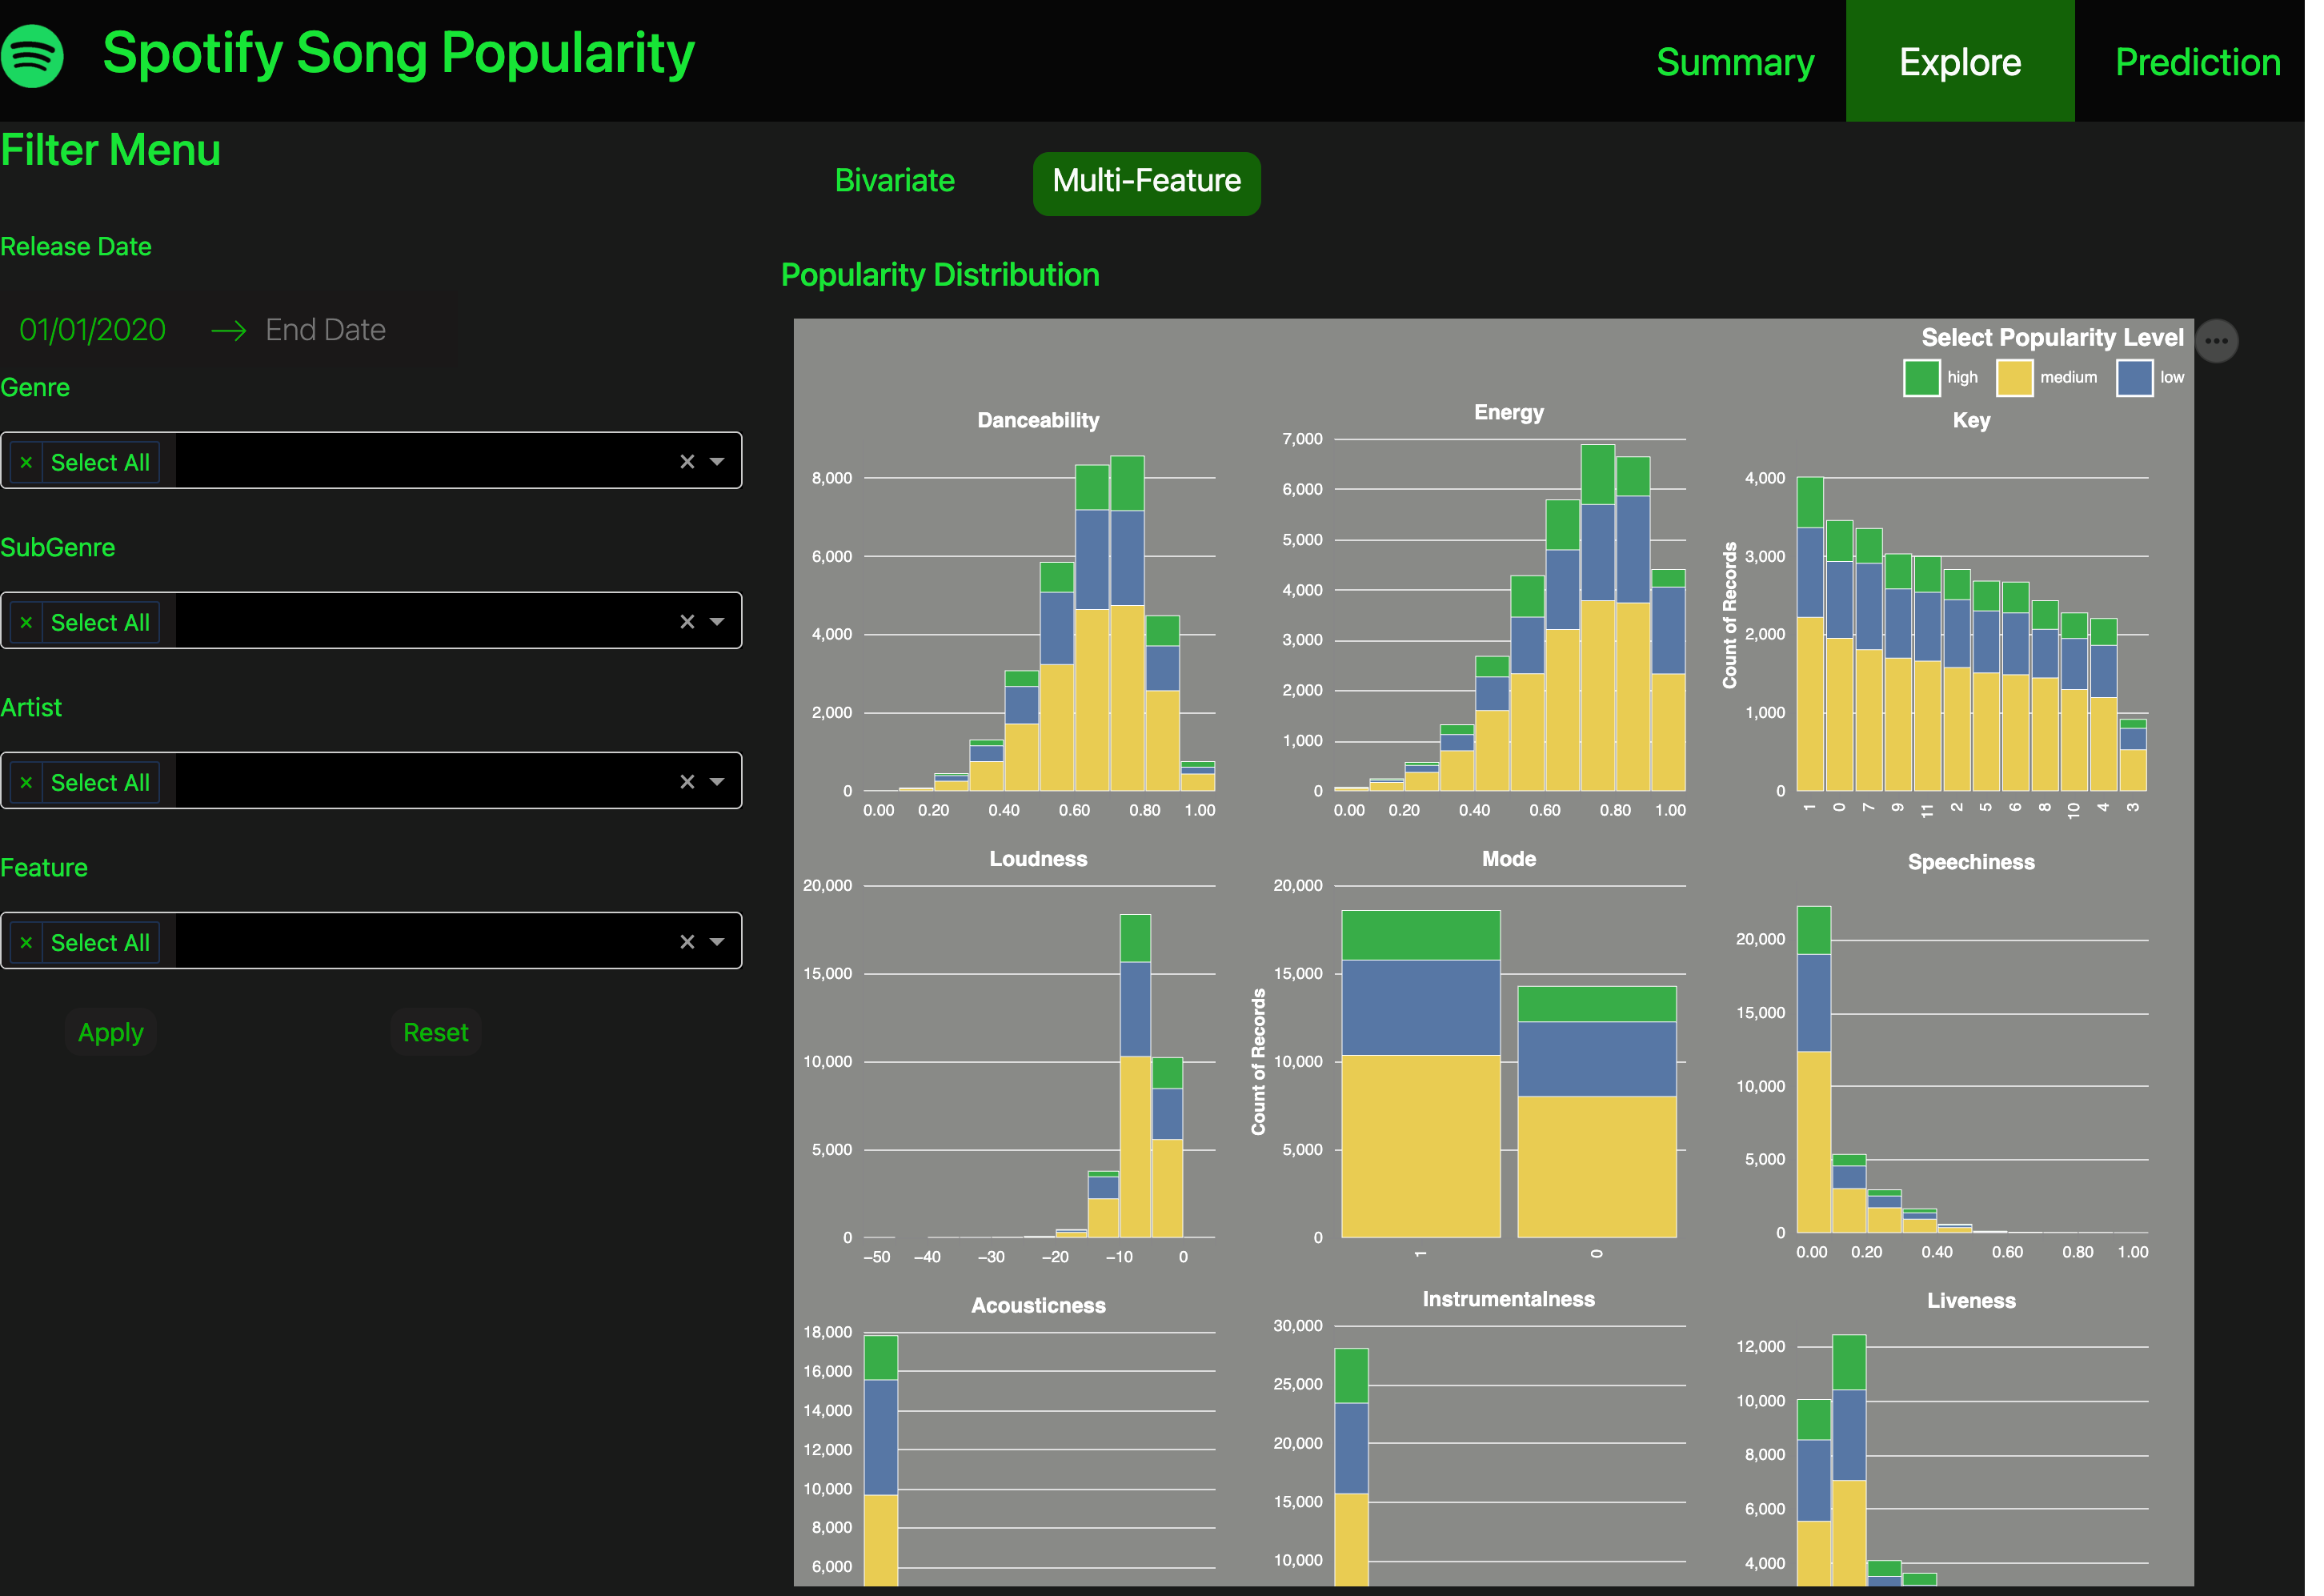 Spotify Song Popularity
Summary
Explore
Prediction
Filter Menu
Release Date
01/01/2020 → End Date
Genre
× Select All
SubGenre
× Select All
Artist
× Select All
Feature
× Select All
Apply
Reset
Bivariate
Multi-Feature
Popularity Distribution
Select Popularity Level
high
medium
low
Danceability
8,000
6,000
4,000
2,000
0
0.00 0.20 0.40 0.60 0.80 1.00
Energy
7,000
6,000
5,000
4,000
3,000
2,000
1,000
0
0.00 0.20 0.40 0.60 0.80 1.00
Key
Count of Records
4,000
3,000
2,000
1,000
0
1 0 7 9 11 2 5 6 8 10 4 3
Loudness
20,000
15,000
10,000
5,000
0
−50 −40 −30 −20 −10 0
Mode
Count of Records
20,000
15,000
10,000
5,000
0
1 0
Speechiness
20,000
15,000
10,000
5,000
0
0.00 0.20 0.40 0.60 0.80 1.00
Acousticness
18,000
16,000
14,000
12,000
10,000
8,000
6,000
Instrumentalness
30,000
25,000
20,000
15,000
10,000
Liveness
12,000
10,000
8,000
6,000
4,000